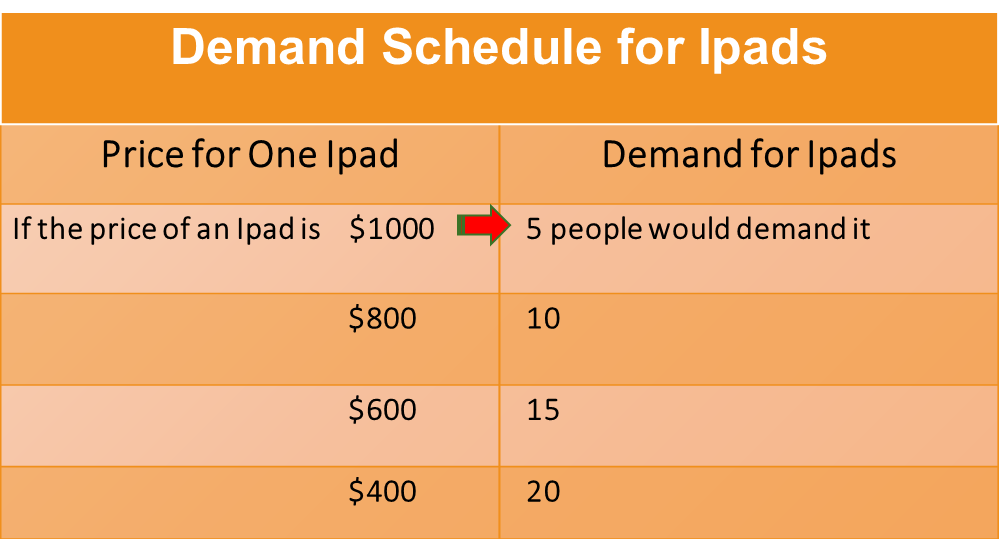 Demand Schedule for Ipads
Price for One Ipad
Demand for Ipads
If the price of an Ipad is $1000
5 people would demand it
$800
10
$600
15
$400
20